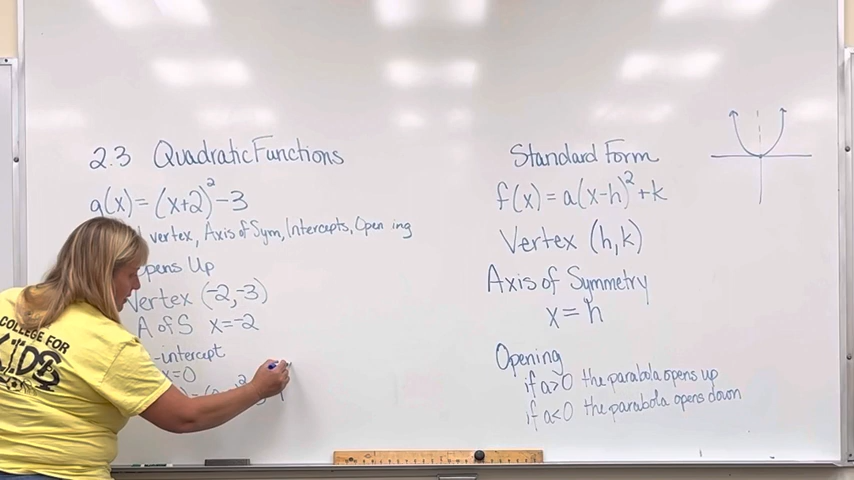 2.3 Quadratic Functions
g(x) = (x+2)² - 3
vertex, Axis of Sym, Intercepts, Opening
Opens Up
Vertex (-2,-3)
A of S x=-2
-intercept
x=0
Standard Form
f(x) = a(x-h)² + k
Vertex (h,k)
Axis of Symmetry
x = h
Opening
if a>0 the parabola opens up
if a<0 the parabola opens down
COLLEGE FOR
KIDS